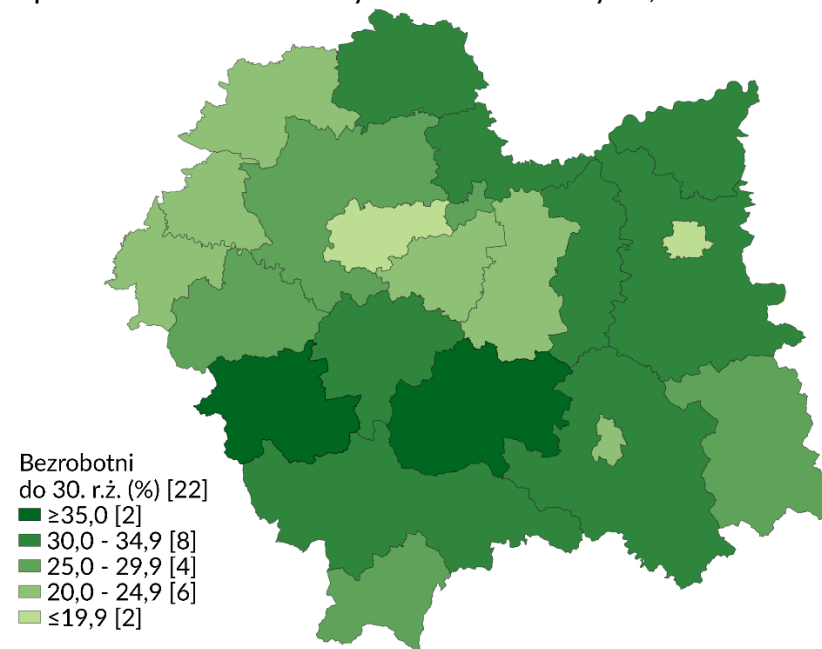 Bezrobotni
do 30. r.ż. (%) [22]
≥35,0 [2]
30,0 - 34,9 [8]
25,0 - 29,9 [4]
20,0 - 24,9 [6]
≤19,9 [2]